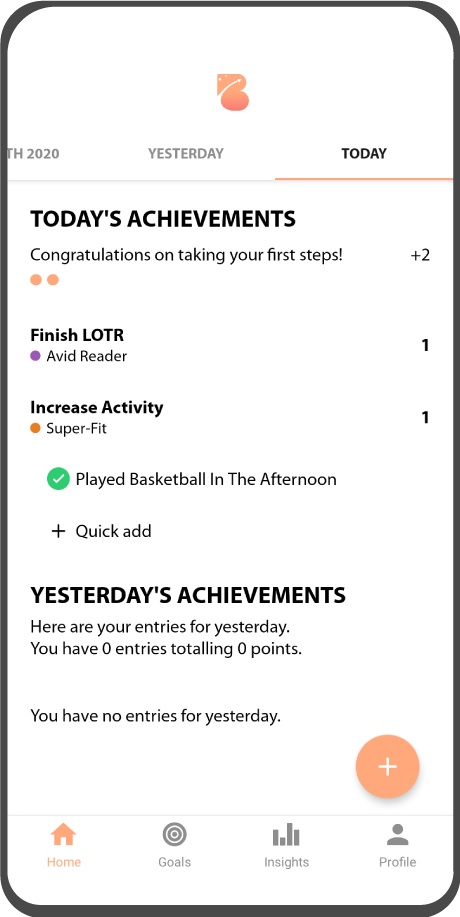 TH 2020 YESTERDAY TODAY
TODAY'S ACHIEVEMENTS
Congratulations on taking your first steps! +2
Finish LOTR 1
Avid Reader
Increase Activity 1
Super-Fit
Played Basketball In The Afternoon
+ Quick add
YESTERDAY'S ACHIEVEMENTS
Here are your entries for yesterday.
You have 0 entries totalling 0 points.
You have no entries for yesterday.
+
Home Goals Insights Profile